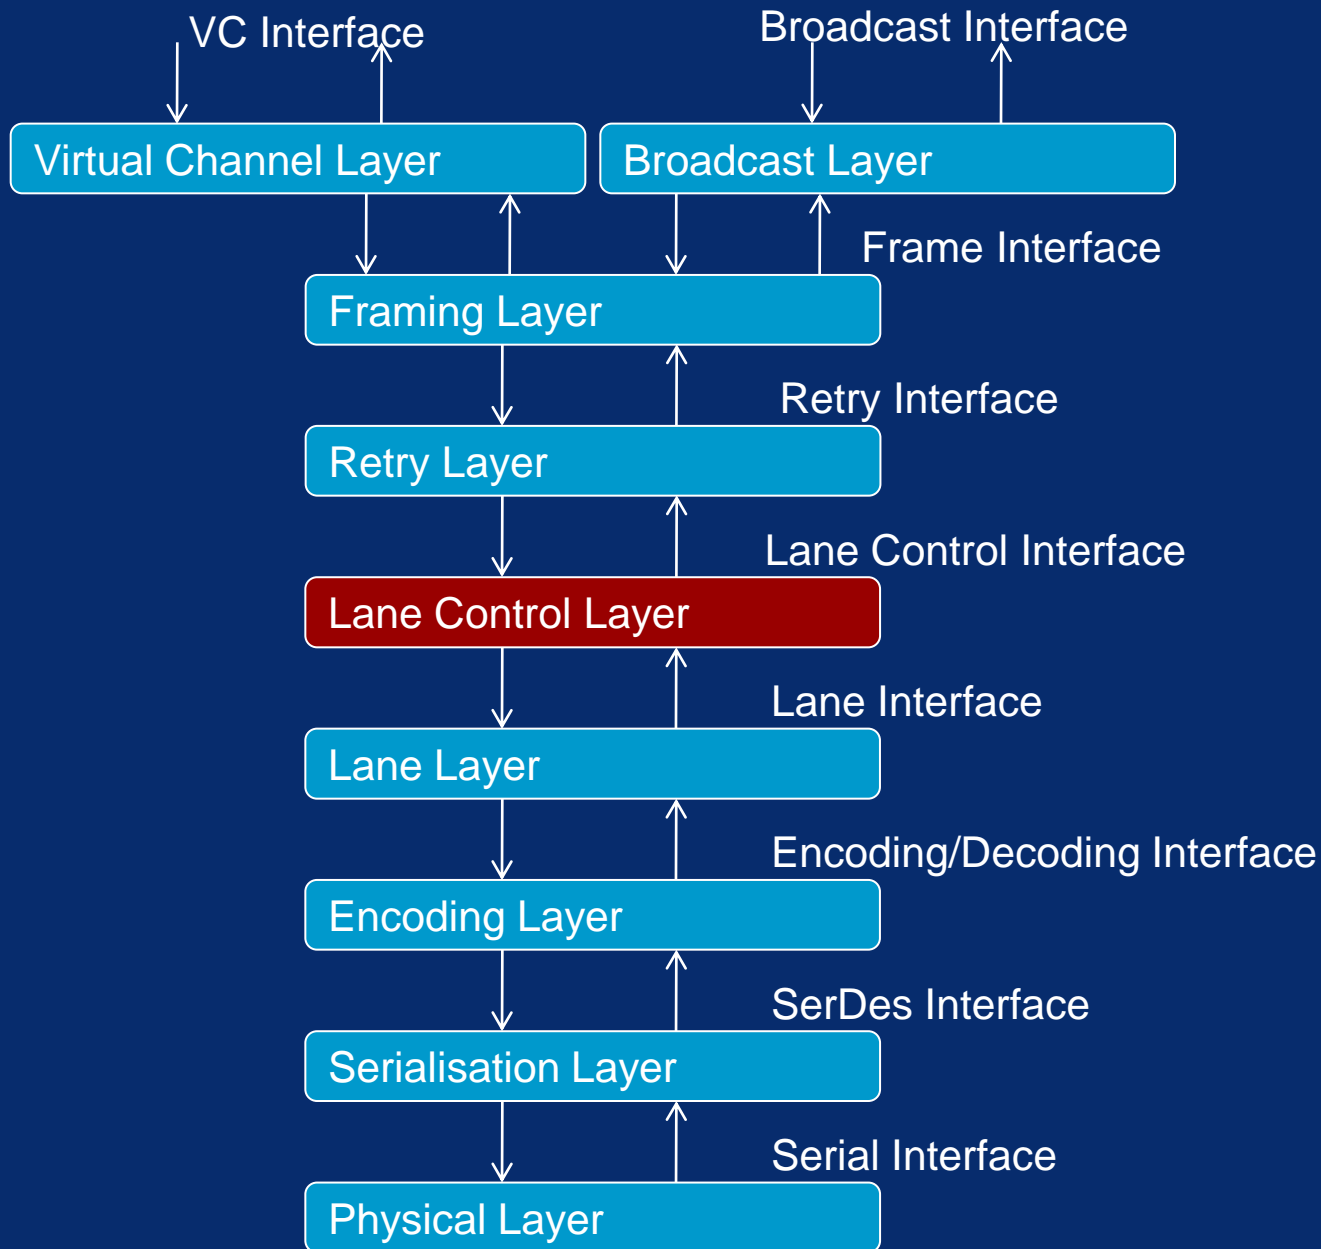 VC Interface
Broadcast Interface
Virtual Channel Layer
Broadcast Layer
Frame Interface
Framing Layer
Retry Interface
Retry Layer
Lane Control Interface
Lane Control Layer
Lane Interface
Lane Layer
Encoding/Decoding Interface
Encoding Layer
SerDes Interface
Serialisation Layer
Serial Interface
Physical Layer